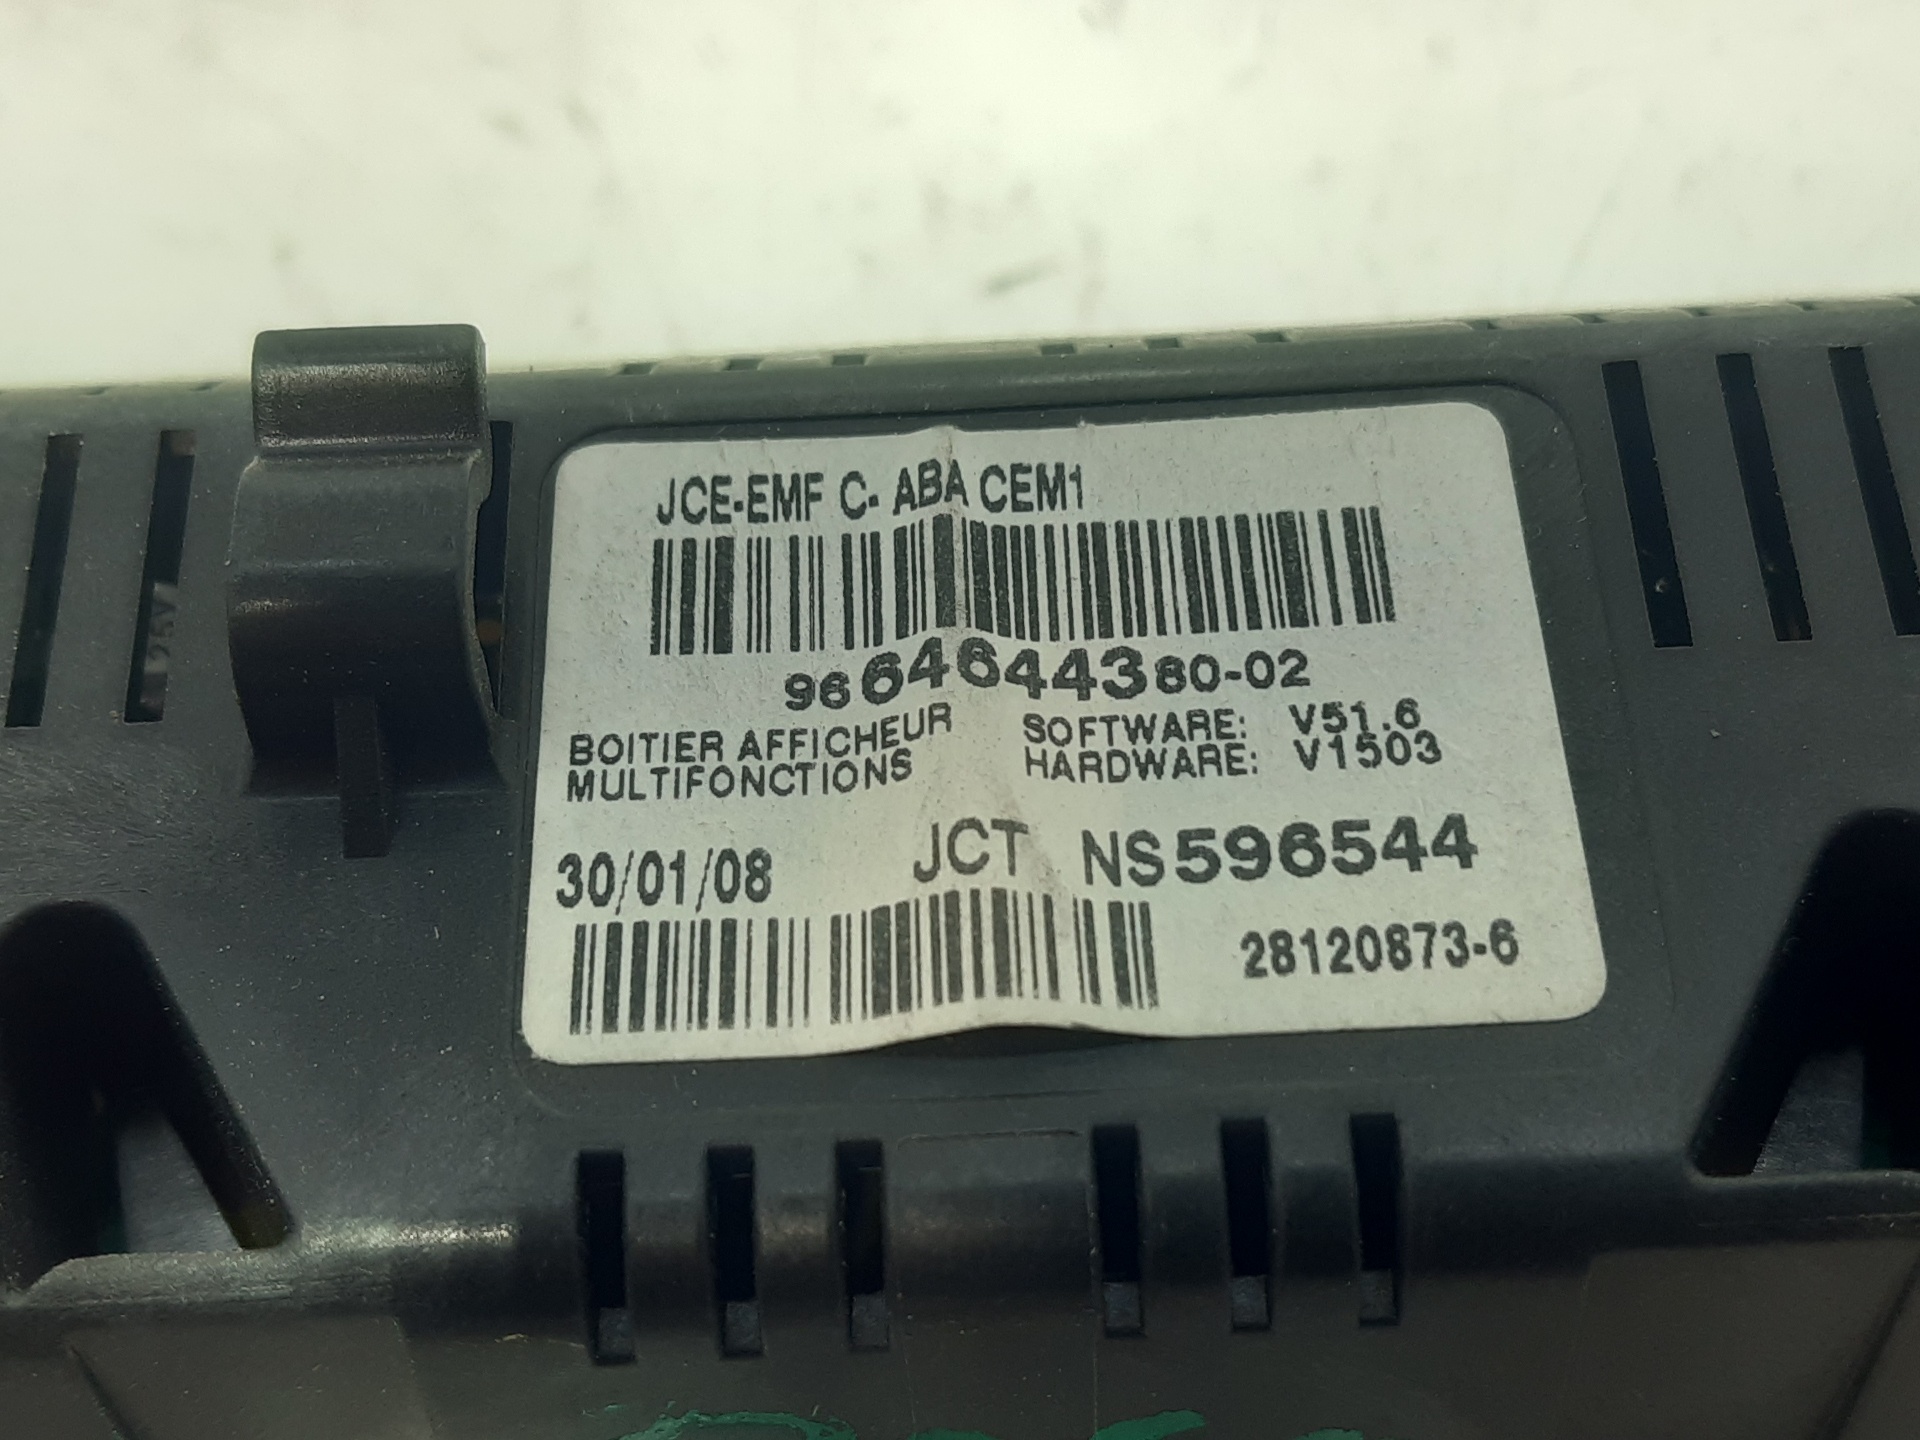 JCE-EMF C- ABA CEM1
9664644380-02
BOITIER AFFICHEUR
MULTIFONCTIONS
SOFTWARE: V51.6
HARDWARE: V1503
30/01/08 JCT NS596544
28120873-6
25V